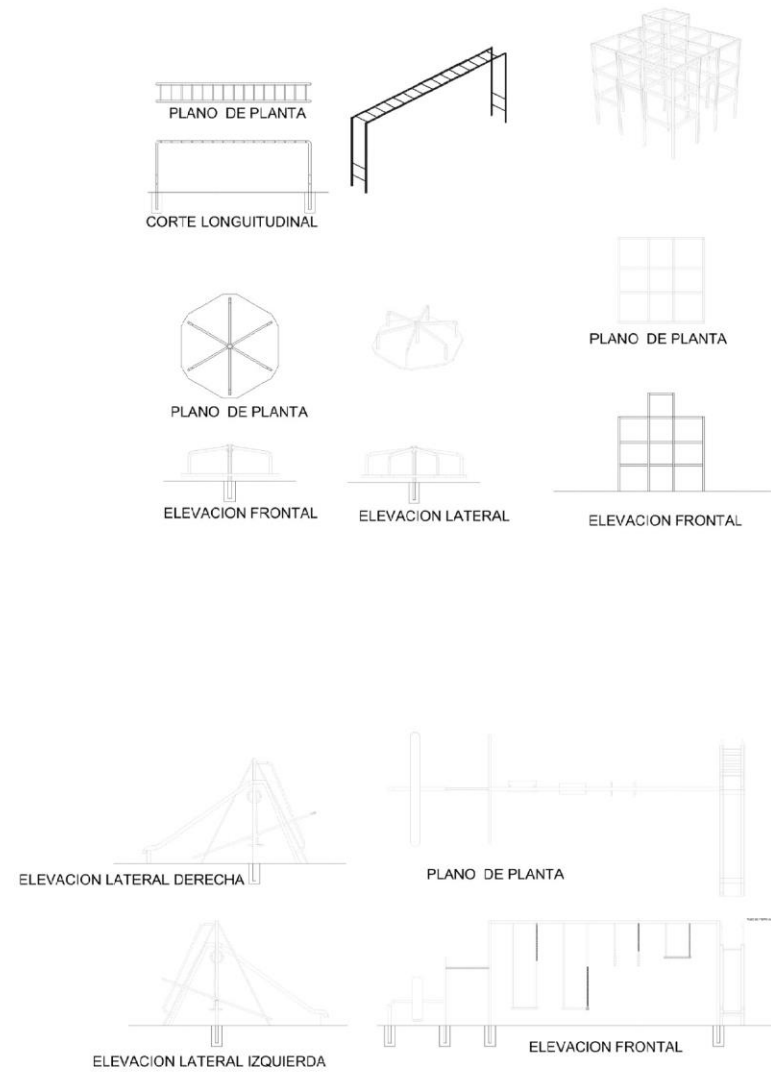 PLANO DE PLANTA
CORTE LONGUITUDINAL
PLANO DE PLANTA
PLANO DE PLANTA
ELEVACION FRONTAL
ELEVACION LATERAL
ELEVACION FRONTAL
ELEVACION LATERAL DERECHA
PLANO DE PLANTA
ELEVACION LATERAL IZQUIERDA
ELEVACION FRONTAL